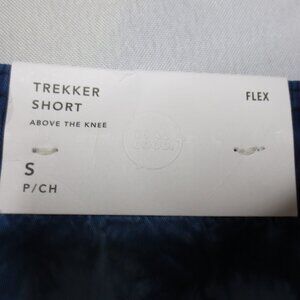 TREKKER
SHORT
FLEX
ABOVE THE KNEE
S
P/CH